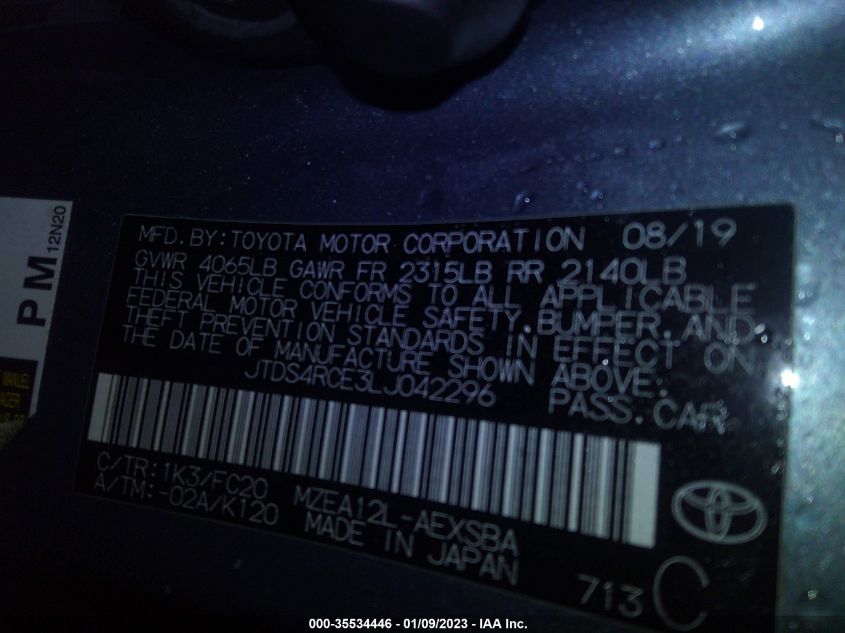 PM 12N20
MANUEL
MFD. BY: TOYOTA MOTOR CORPORATION 08/19
GVWR 4065LB GAWR FR 2315LB RR 2140LB
THIS VEHICLE CONFORMS TO ALL APPLICABLE
FEDERAL MOTOR VEHICLE SAFETY, BUMPER, AND
THEFT PREVENTION STANDARDS IN EFFECT ON
THE DATE OF MANUFACTURE SHOWN ABOVE.
JTDS4RCE3LJ042296 PASS. CAR
C/TR: 1K3/FC20
A/TM: -02A/K120
MZEA12L-AEXSBA
MADE IN JAPAN
713 C
000-35534446 - 01/09/2023 - IAA Inc.